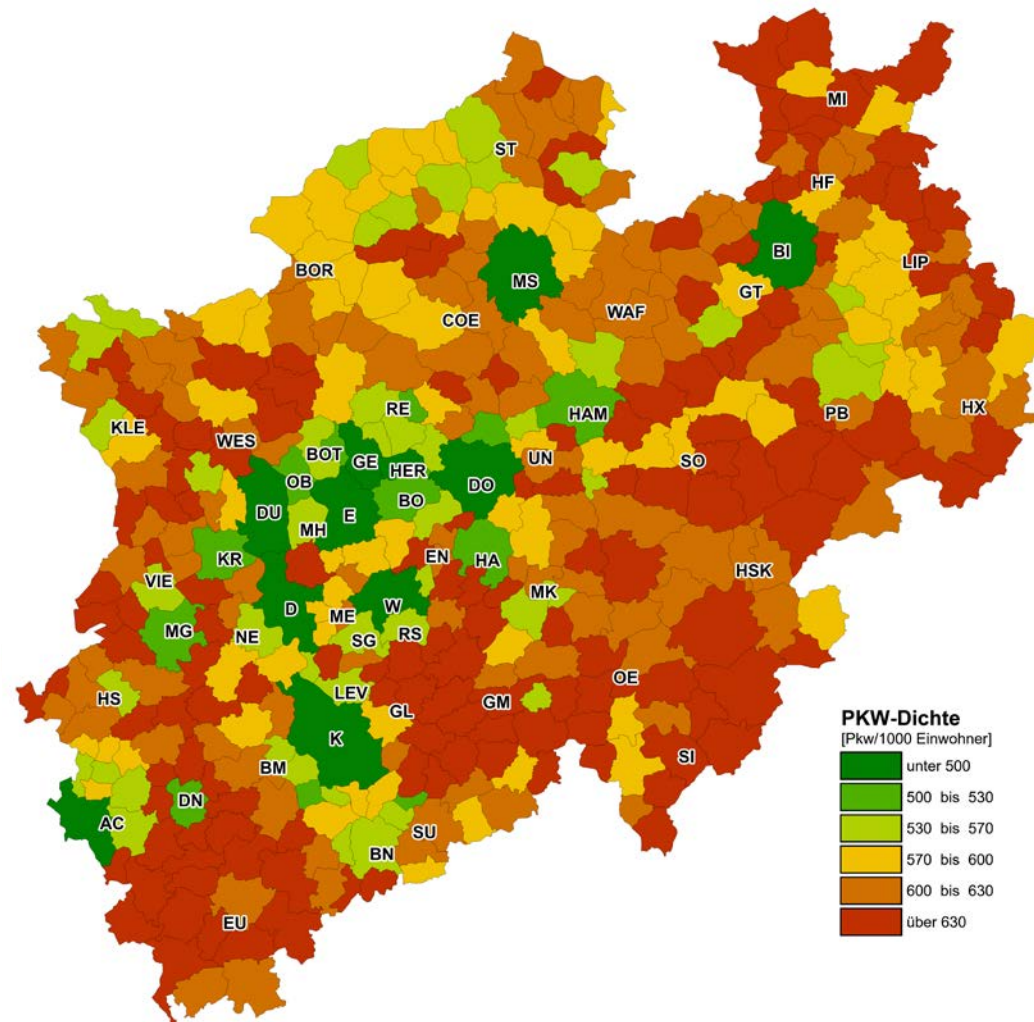 MI
ST
HF
BI
LIP
BOR
MS
GT
COE
WAF
RE
HAM
PB
HX
KLE
WES
BOT
GE
HER
UN
SO
OB
DO
DU
E
BO
MH
KR
EN
HA
HSK
VIE
MK
D
ME
W
MG
NE
SG
RS
OE
HS
LEV
GL
GM
K
PKW-Dichte
[Pkw/1000 Einwohner]
unter 500
500 bis 530
530 bis 570
570 bis 600
600 bis 630
über 630
SI
BM
DN
AC
SU
BN
EU